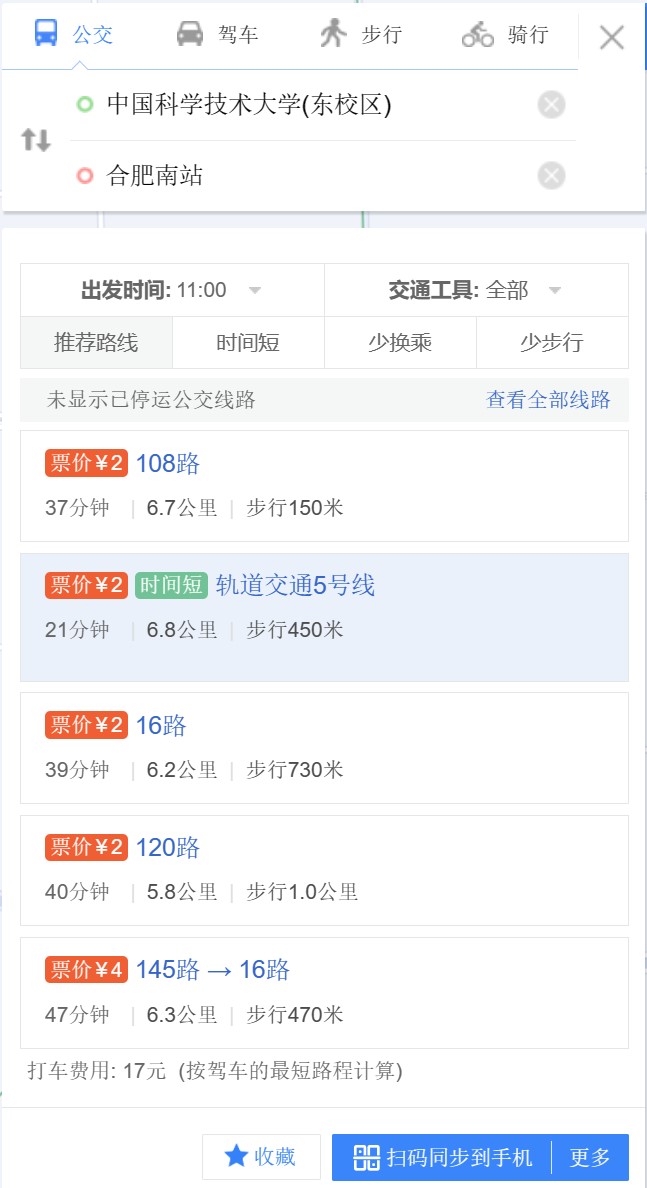 公交 驾车 步行 骑行
中国科学技术大学(东校区)
合肥南站
出发时间: 11:00 交通工具: 全部
推荐路线 时间短 少换乘 少步行
未显示已停运公交线路 查看全部线路
票价¥2 108路
37分钟 | 6.7公里 | 步行150米
票价¥2 时间短 轨道交通5号线
21分钟 | 6.8公里 | 步行450米
票价¥2 16路
39分钟 | 6.2公里 | 步行730米
票价¥2 120路
40分钟 | 5.8公里 | 步行1.0公里
票价¥4 145路 → 16路
47分钟 | 6.3公里 | 步行470米
打车费用: 17元 (按驾车的最短路程计算)
收藏 扫码同步到手机 更多